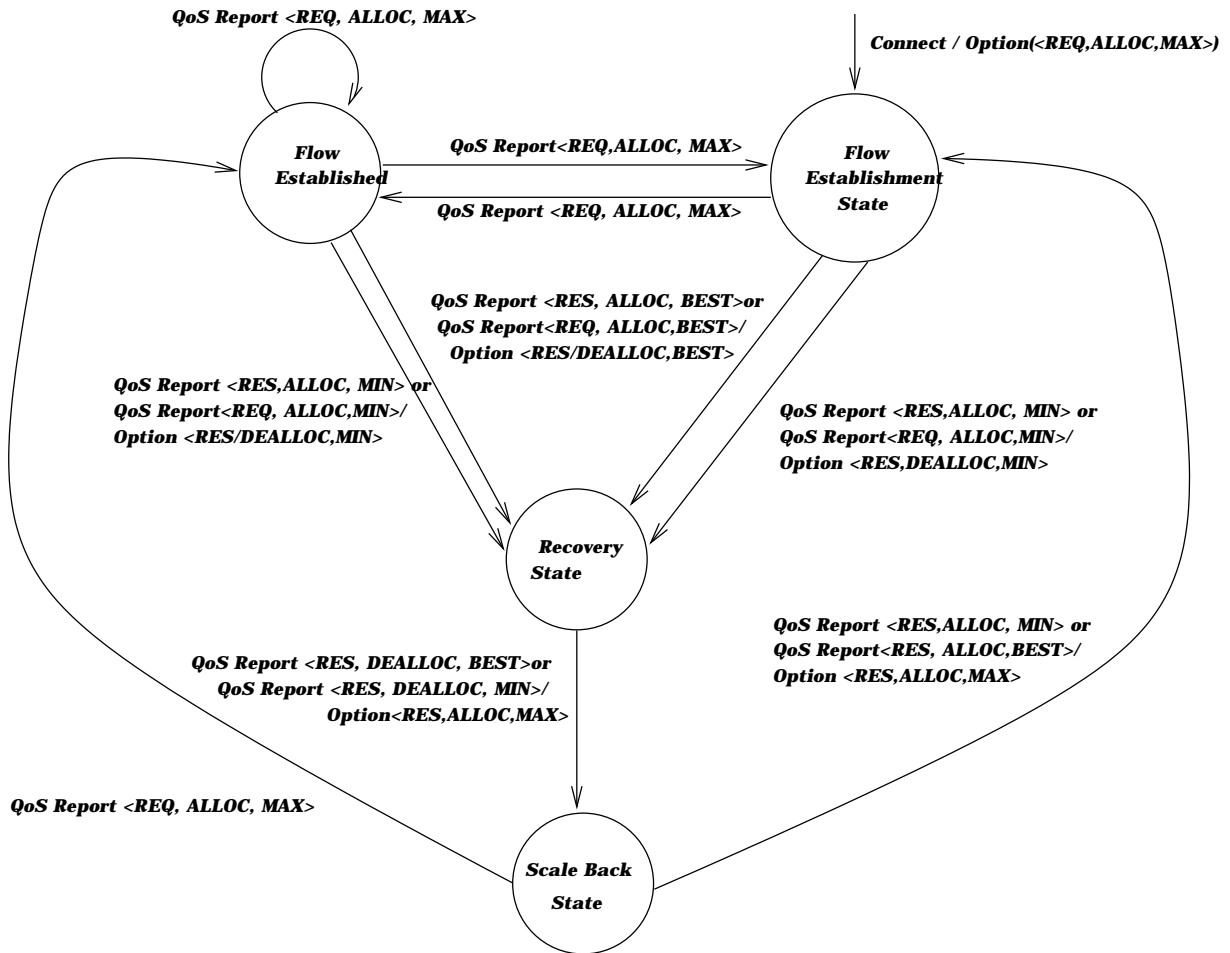 QoS Report <REQ, ALLOC, MAX>
Connect / Option(<REQ,ALLOC,MAX>)
Flow
Established
QoS Report<REQ,ALLOC, MAX>
QoS Report <REQ, ALLOC, MAX>
Flow
Establishment
State
QoS Report <RES, ALLOC, BEST>or
QoS Report<REQ, ALLOC,BEST>/
Option <RES/DEALLOC,BEST>
QoS Report <RES,ALLOC, MIN> or
QoS Report<REQ, ALLOC,MIN>/
Option <RES/DEALLOC,MIN>
QoS Report <RES,ALLOC, MIN> or
QoS Report<REQ, ALLOC,MIN>/
Option <RES,DEALLOC,MIN>
Recovery
State
QoS Report <RES, DEALLOC, BEST>or
QoS Report <RES, DEALLOC, MIN>/
Option<RES,ALLOC,MAX>
QoS Report <RES,ALLOC, MIN> or
QoS Report<RES, ALLOC,BEST>/
Option <RES,ALLOC,MAX>
QoS Report <REQ, ALLOC, MAX>
Scale Back
State